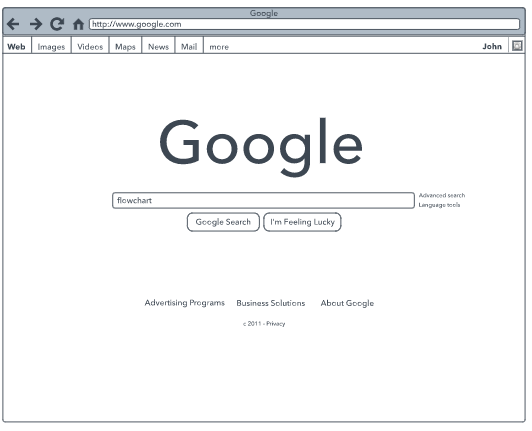 Google
http://www.google.com
Web Images Videos Maps News Mail more John
Google
flowchart
Advanced search
Language tools
Google Search I'm Feeling Lucky
Advertising Programs Business Solutions About Google
c 2011 - Privacy